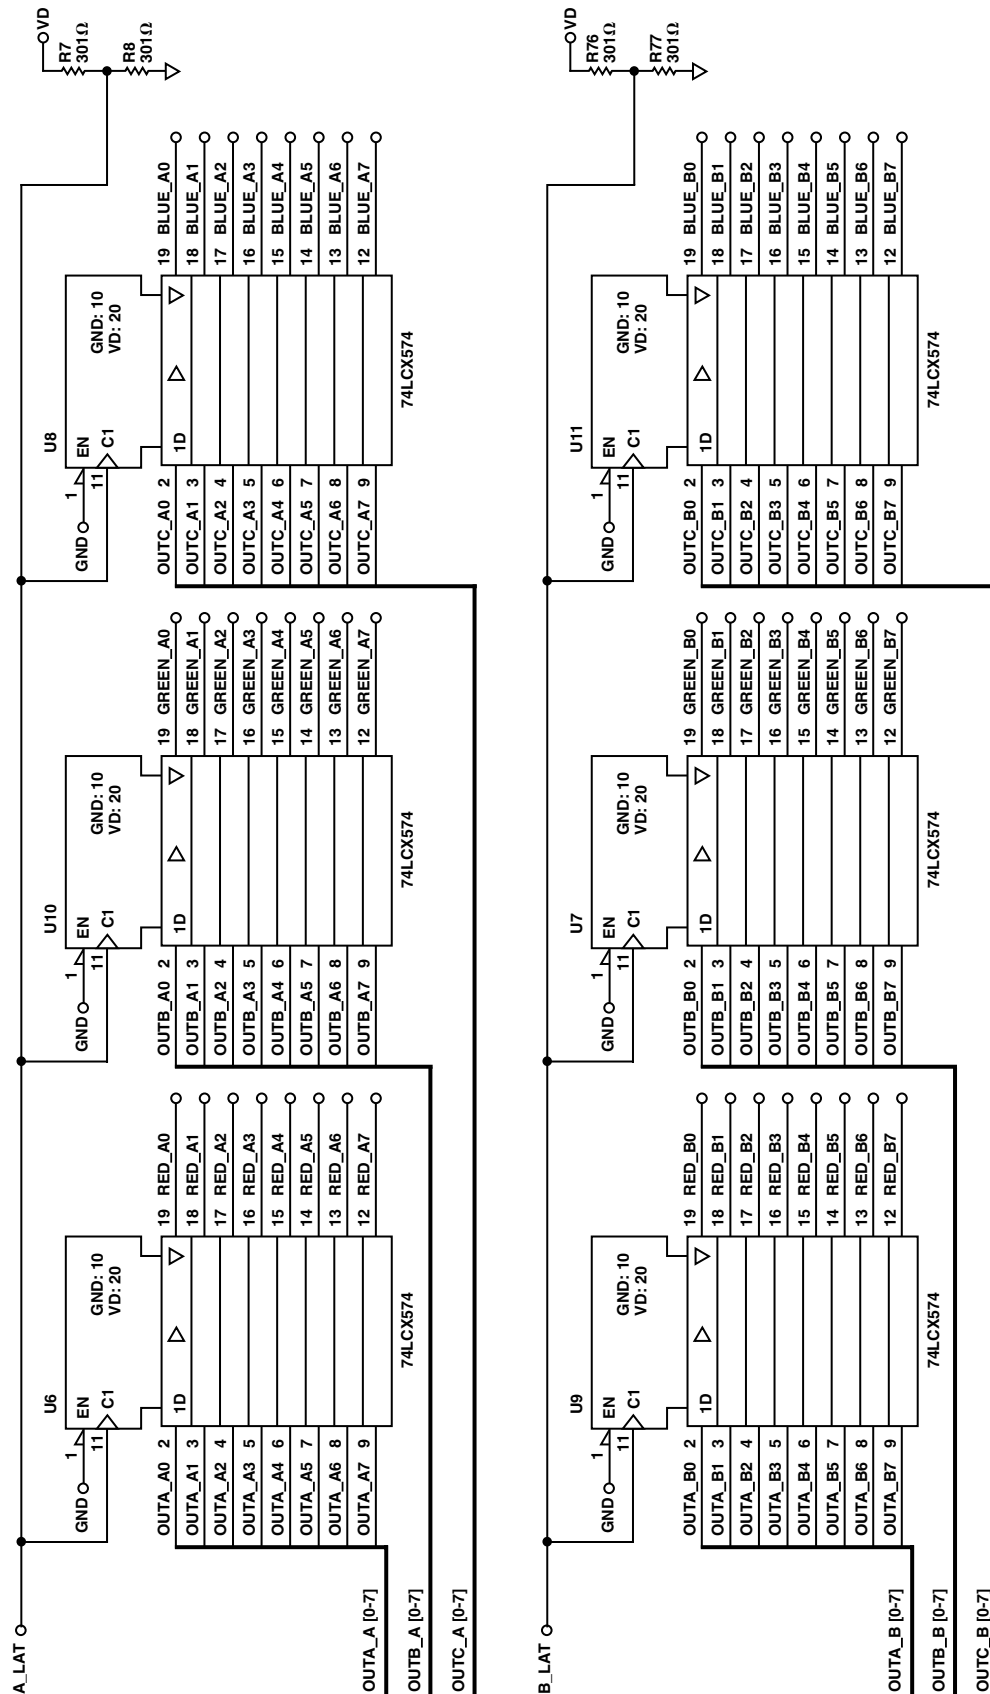 A_LAT
VD
R7
301Ω
R8
301Ω
U6
GND
1
EN
11
C1
GND: 10
VD: 20
1D
OUTA_A0 2
OUTA_A1 3
OUTA_A2 4
OUTA_A3 5
OUTA_A4 6
OUTA_A5 7
OUTA_A6 8
OUTA_A7 9
19 RED_A0
18 RED_A1
17 RED_A2
16 RED_A3
15 RED_A4
14 RED_A5
13 RED_A6
12 RED_A7
74LCX574
U10
GND
1
EN
11
C1
GND: 10
VD: 20
1D
OUTB_A0 2
OUTB_A1 3
OUTB_A2 4
OUTB_A3 5
OUTB_A4 6
OUTB_A5 7
OUTB_A6 8
OUTB_A7 9
19 GREEN_A0
18 GREEN_A1
17 GREEN_A2
16 GREEN_A3
15 GREEN_A4
14 GREEN_A5
13 GREEN_A6
12 GREEN_A7
74LCX574
U8
GND
1
EN
11
C1
GND: 10
VD: 20
1D
OUTC_A0 2
OUTC_A1 3
OUTC_A2 4
OUTC_A3 5
OUTC_A4 6
OUTC_A5 7
OUTC_A6 8
OUTC_A7 9
19 BLUE_A0
18 BLUE_A1
17 BLUE_A2
16 BLUE_A3
15 BLUE_A4
14 BLUE_A5
13 BLUE_A6
12 BLUE_A7
74LCX574
OUTA_A [0-7]
OUTB_A [0-7]
OUTC_A [0-7]
B_LAT
VD
R76
301Ω
R77
301Ω
U9
GND
1
EN
11
C1
GND: 10
VD: 20
1D
OUTA_B0 2
OUTA_B1 3
OUTA_B2 4
OUTA_B3 5
OUTA_B4 6
OUTA_B5 7
OUTA_B6 8
OUTA_B7 9
19 RED_B0
18 RED_B1
17 RED_B2
16 RED_B3
15 RED_B4
14 RED_B5
13 RED_B6
12 RED_B7
74LCX574
U7
GND
1
EN
11
C1
GND: 10
VD: 20
1D
OUTB_B0 2
OUTB_B1 3
OUTB_B2 4
OUTB_B3 5
OUTB_B4 6
OUTB_B5 7
OUTB_B6 8
OUTB_B7 9
19 GREEN_B0
18 GREEN_B1
17 GREEN_B2
16 GREEN_B3
15 GREEN_B4
14 GREEN_B5
13 GREEN_B6
12 GREEN_B7
74LCX574
U11
GND
1
EN
11
C1
GND: 10
VD: 20
1D
OUTC_B0 2
OUTC_B1 3
OUTC_B2 4
OUTC_B3 5
OUTC_B4 6
OUTC_B5 7
OUTC_B6 8
OUTC_B7 9
19 BLUE_B0
18 BLUE_B1
17 BLUE_B2
16 BLUE_B3
15 BLUE_B4
14 BLUE_B5
13 BLUE_B6
12 BLUE_B7
74LCX574
OUTA_B [0-7]
OUTB_B [0-7]
OUTC_B [0-7]